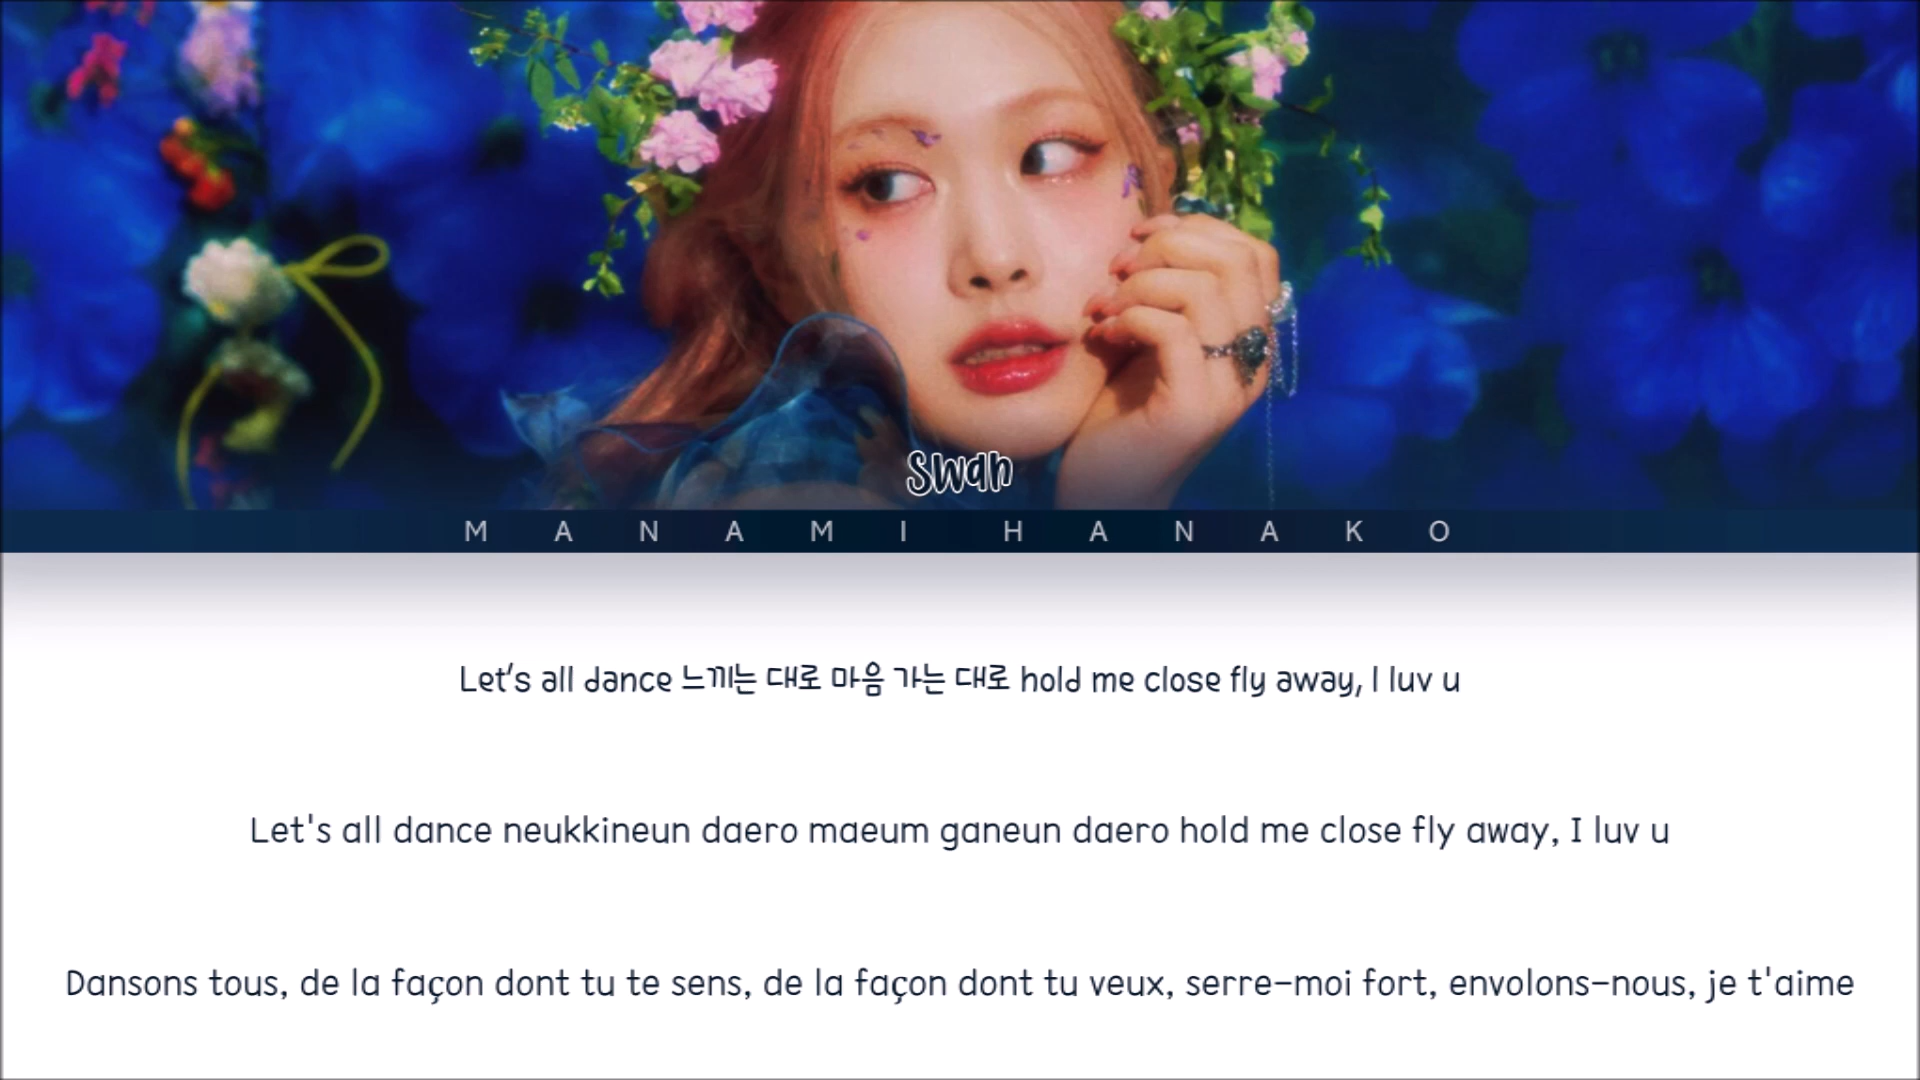 Swan
MANAMI HANAKO
Let's all dance 느끼는 대로 마음 가는 대로 hold me close fly away, I luv u
Let's all dance neukkineun daero maeum ganeun daero hold me close fly away, I luv u
Dansons tous, de la façon dont tu te sens, de la façon dont tu veux, serre-moi fort, envolons-nous, je t'aime